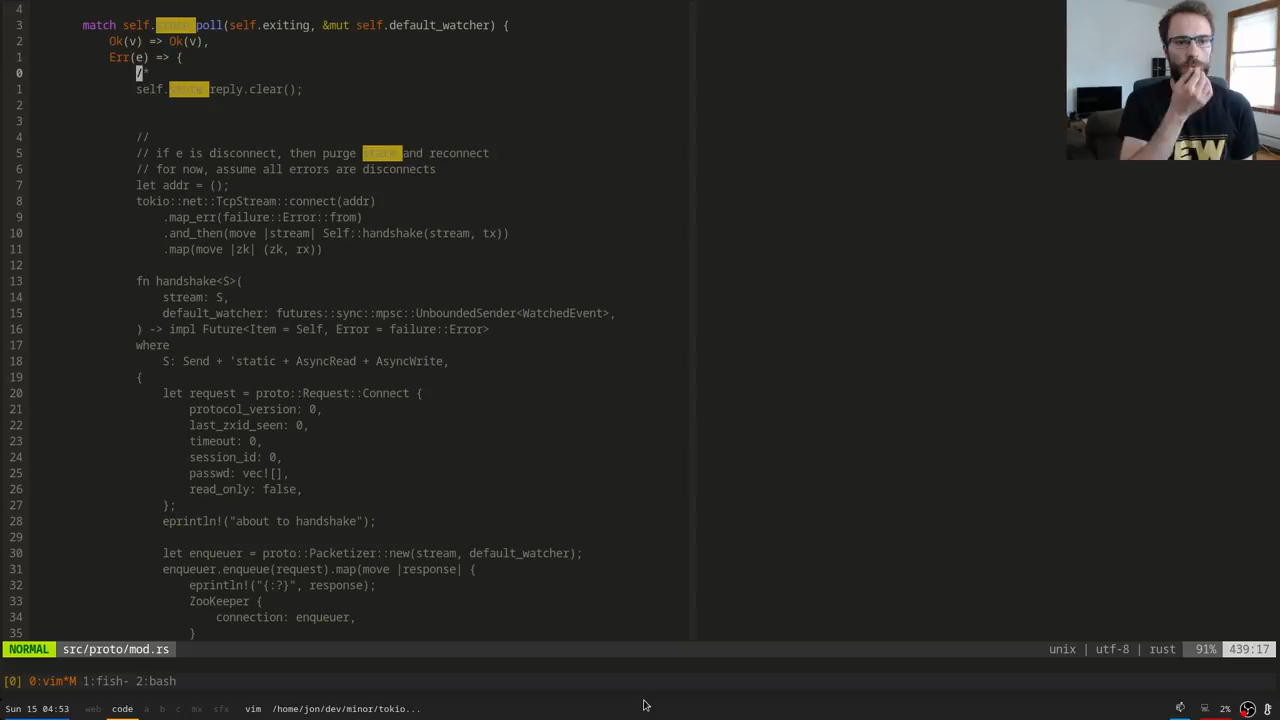 4
3 match self.state.poll(self.exiting, &mut self.default_watcher) {
2 Ok(v) => Ok(v),
1 Err(e) => {
0 /*
1 self.state.reply.clear();
2
3
4 //
5 // if e is disconnect, then purge state and reconnect
6 // for now, assume all errors are disconnects
7 let addr = ();
8 tokio::net::TcpStream::connect(addr)
9 .map_err(failure::Error::from)
10 .and_then(move |stream| Self::handshake(stream, tx))
11 .map(move |zk| (zk, rx))
12
13 fn handshake<S>(
14 stream: S,
15 default_watcher: futures::sync::mpsc::UnboundedSender<WatchedEvent>,
16 ) -> impl Future<Item = Self, Error = failure::Error>
17 where
18 S: Send + 'static + AsyncRead + AsyncWrite,
19 {
20 let request = proto::Request::Connect {
21 protocol_version: 0,
22 last_zxid_seen: 0,
23 timeout: 0,
24 session_id: 0,
25 passwd: vec![],
26 read_only: false,
27 };
28 eprintln!("about to handshake");
29
30 let enqueuer = proto::Packetizer::new(stream, default_watcher);
31 enqueuer.enqueue(request).map(move |response| {
32 eprintln!("{:?}", response);
33 ZooKeeper {
34 connection: enqueuer,
35 }
NORMAL src/proto/mod.rs unix | utf-8 | rust 91% 439:17
[0] 0:vim*M 1:fish- 2:bash
Sun 15 04:53 web code a b c mx sfx vim /home/jon/dev/minor/tokio... 2%